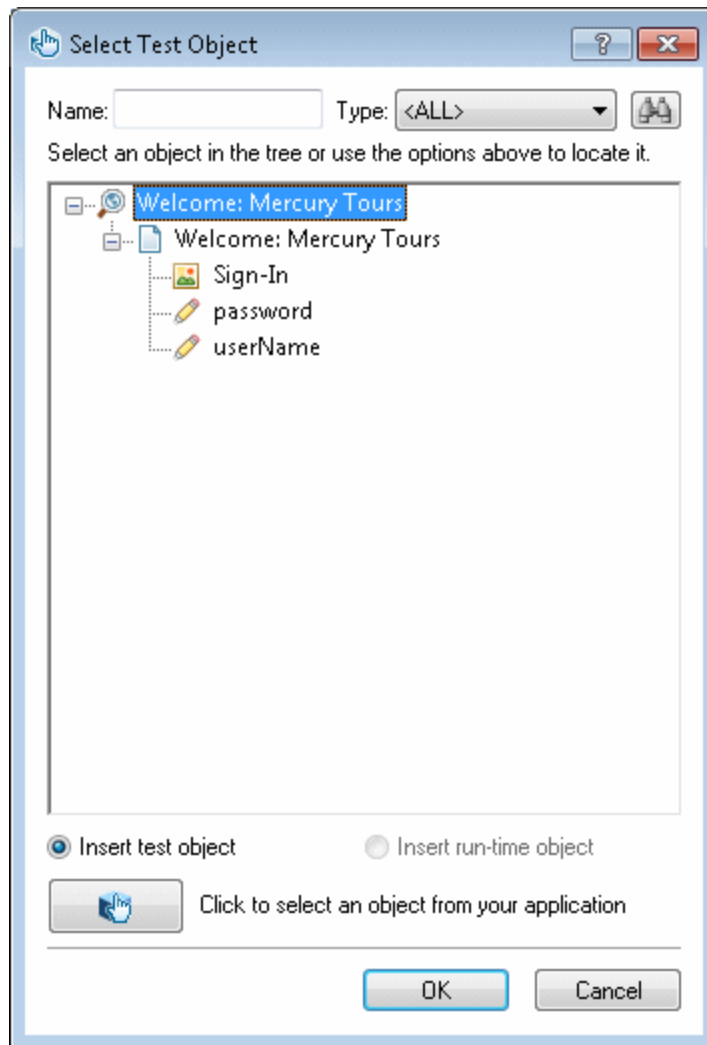 Select Test Object
Name: Type: <ALL>
Select an object in the tree or use the options above to locate it.
Welcome: Mercury Tours
Welcome: Mercury Tours
Sign-In
password
userName
Insert test object Insert run-time object
Click to select an object from your application
OK Cancel